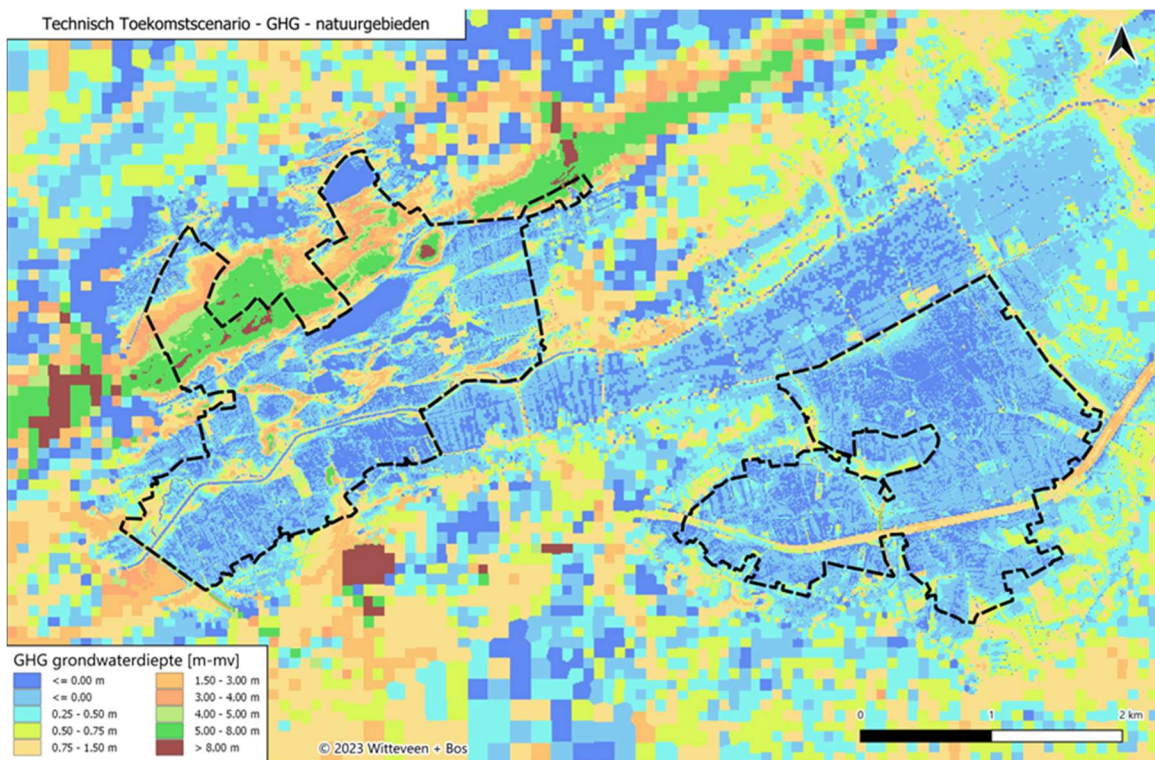 Technisch Toekomstscenario - GHG - natuurgebieden
GHG grondwaterdiepte [m-mv]
<= 0.00 m
<= 0.00
0.25 - 0.50 m
0.50 - 0.75 m
0.75 - 1.50 m
1.50 - 3.00 m
3.00 - 4.00 m
4.00 - 5.00 m
5.00 - 8.00 m
> 8.00 m
© 2023 Witteveen + Bos
0 1 2 km